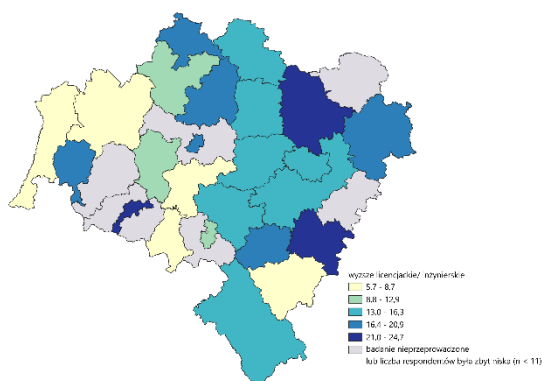 wyzsze licencjackie/ inżynierskie
5.7 - 8.7
8.8 - 12,9
13.0 - 16,3
16.4 - 20,9
21,0 - 24,7
badanie nieprzeprowadzone
lub liczba respondentów była zbyt niska (n < 11)